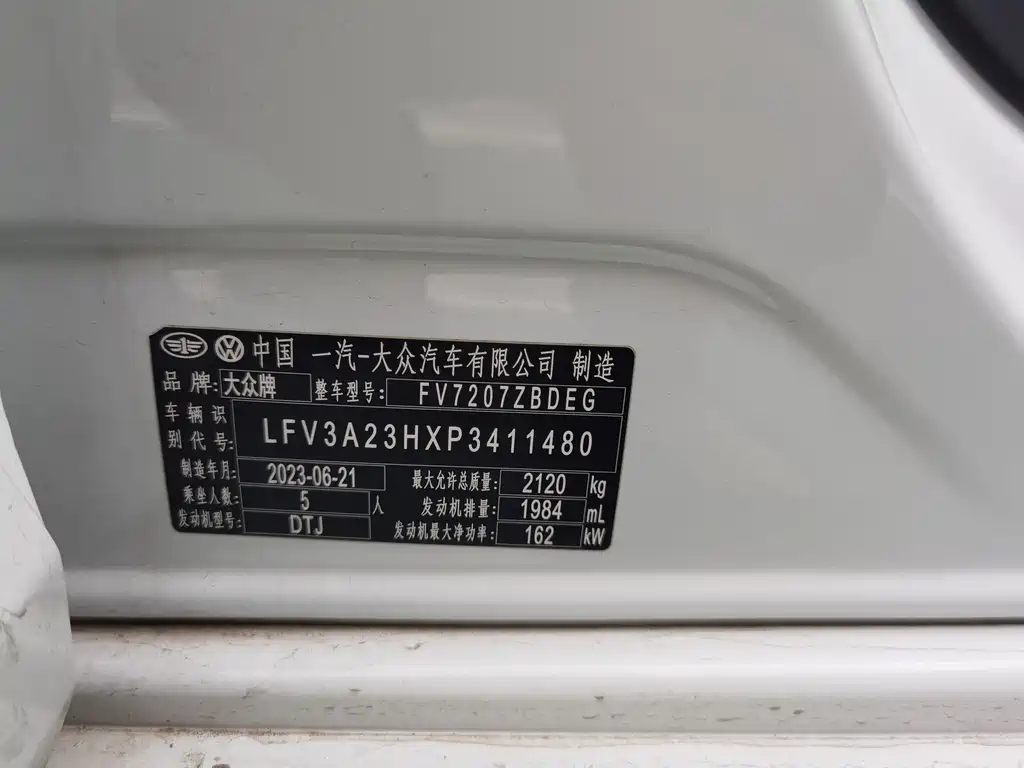 中国 一汽-大众汽车有限公司 制造
品牌: 大众牌 整车型号: FV7207ZBDEG
车辆识别代号: LFV3A23HXP3411480
制造年月: 2023-06-21 最大允许总质量: 2120 kg
乘坐人数: 5 人 发动机排量: 1984 mL
发动机型号: DTJ 发动机最大净功率: 162 kW